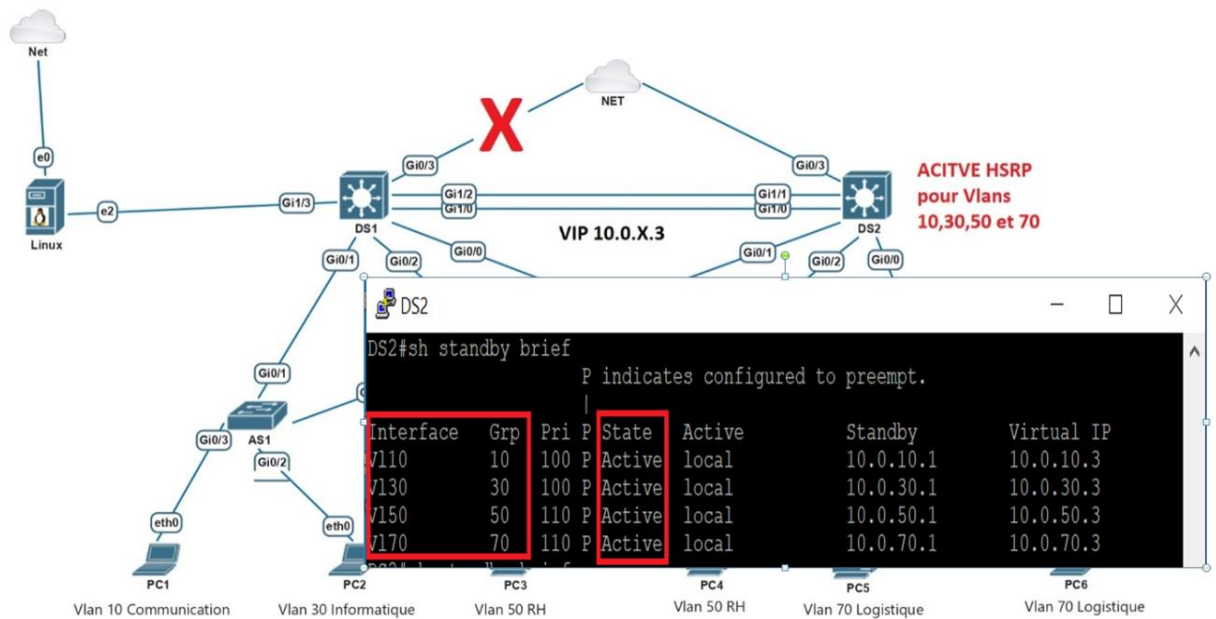 Net
NET
e0
Gi0/3
Gi0/3
ACITVE HSRP
pour Vlans
10,30,50 et 70
e2
Gi1/3
Gi1/2
Gi1/1
Gi1/0
Gi1/0
Linux
DS1
VIP 10.0.X.3
DS2
Gi0/1
Gi0/2
Gi0/0
Gi0/1
Gi0/2
Gi0/0
DS2
DS2#sh standby brief
P indicates configured to preempt.
|
Interface Grp Pri P State Active Standby Virtual IP
Vl10 10 100 P Active local 10.0.10.1 10.0.10.3
Vl30 30 100 P Active local 10.0.30.1 10.0.30.3
Vl50 50 110 P Active local 10.0.50.1 10.0.50.3
Vl70 70 110 P Active local 10.0.70.1 10.0.70.3
Gi0/1
AS1
Gi0/3
Gi0/2
eth0
eth0
PC1
PC2
PC3
PC4
PC5
PC6
Vlan 10 Communication
Vlan 30 Informatique
Vlan 50 RH
Vlan 50 RH
Vlan 70 Logistique
Vlan 70 Logistique